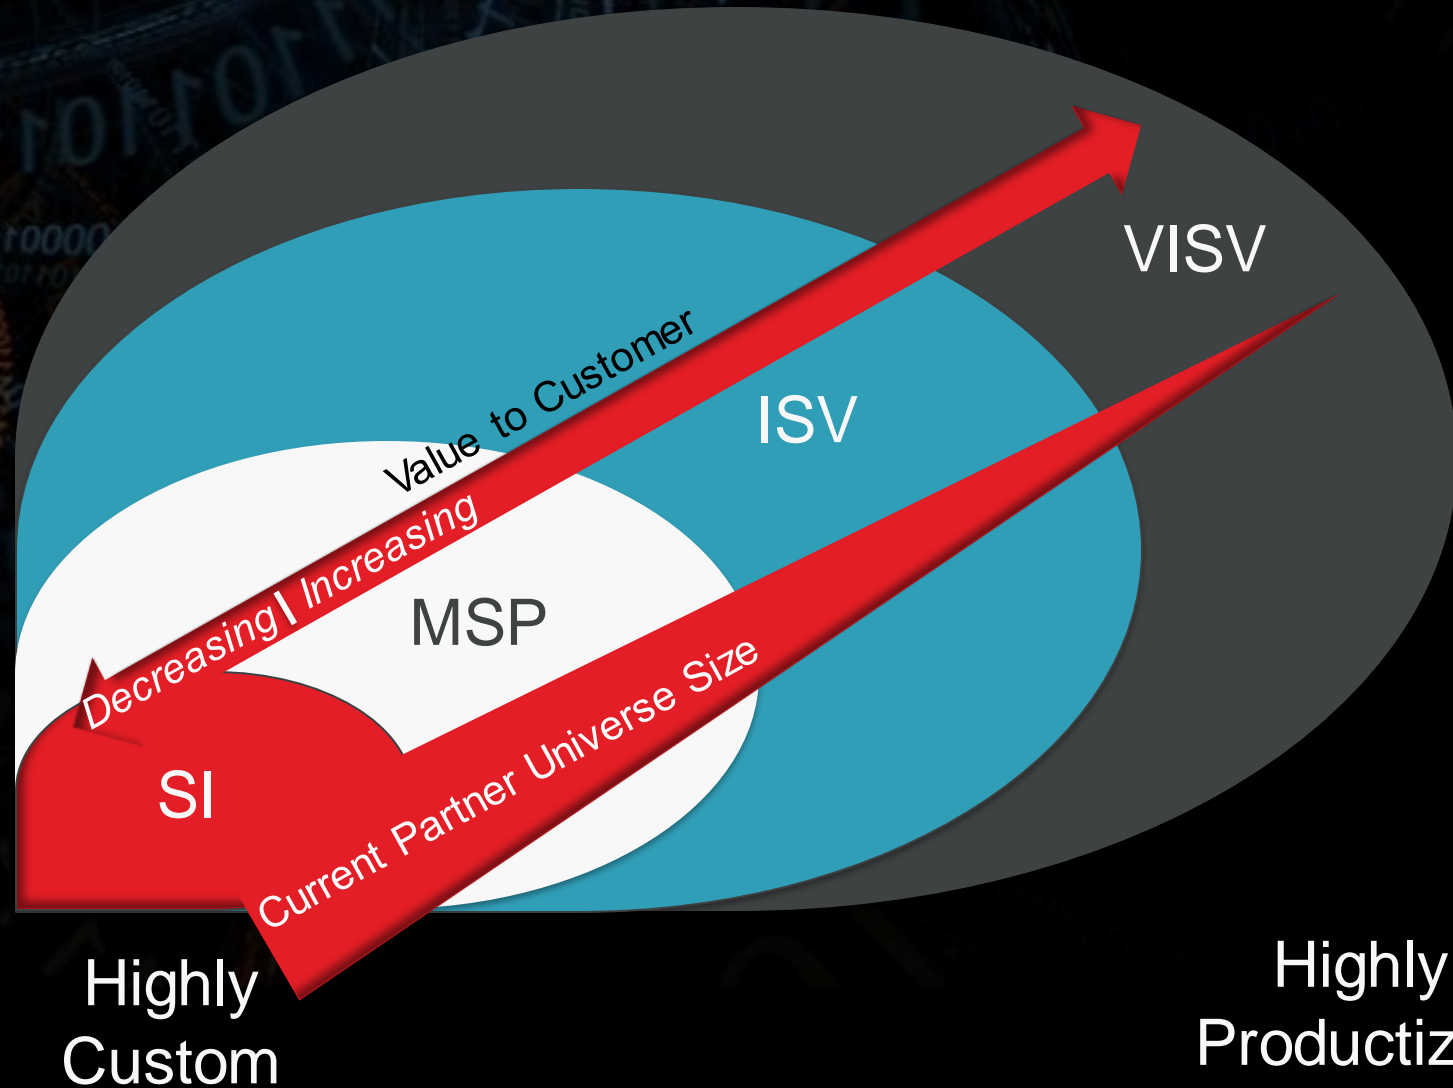 VISV
Value to Customer
ISV
Decreasing | Increasing
MSP
Current Partner Universe Size
SI
Highly
Custom
Highly
Productiz